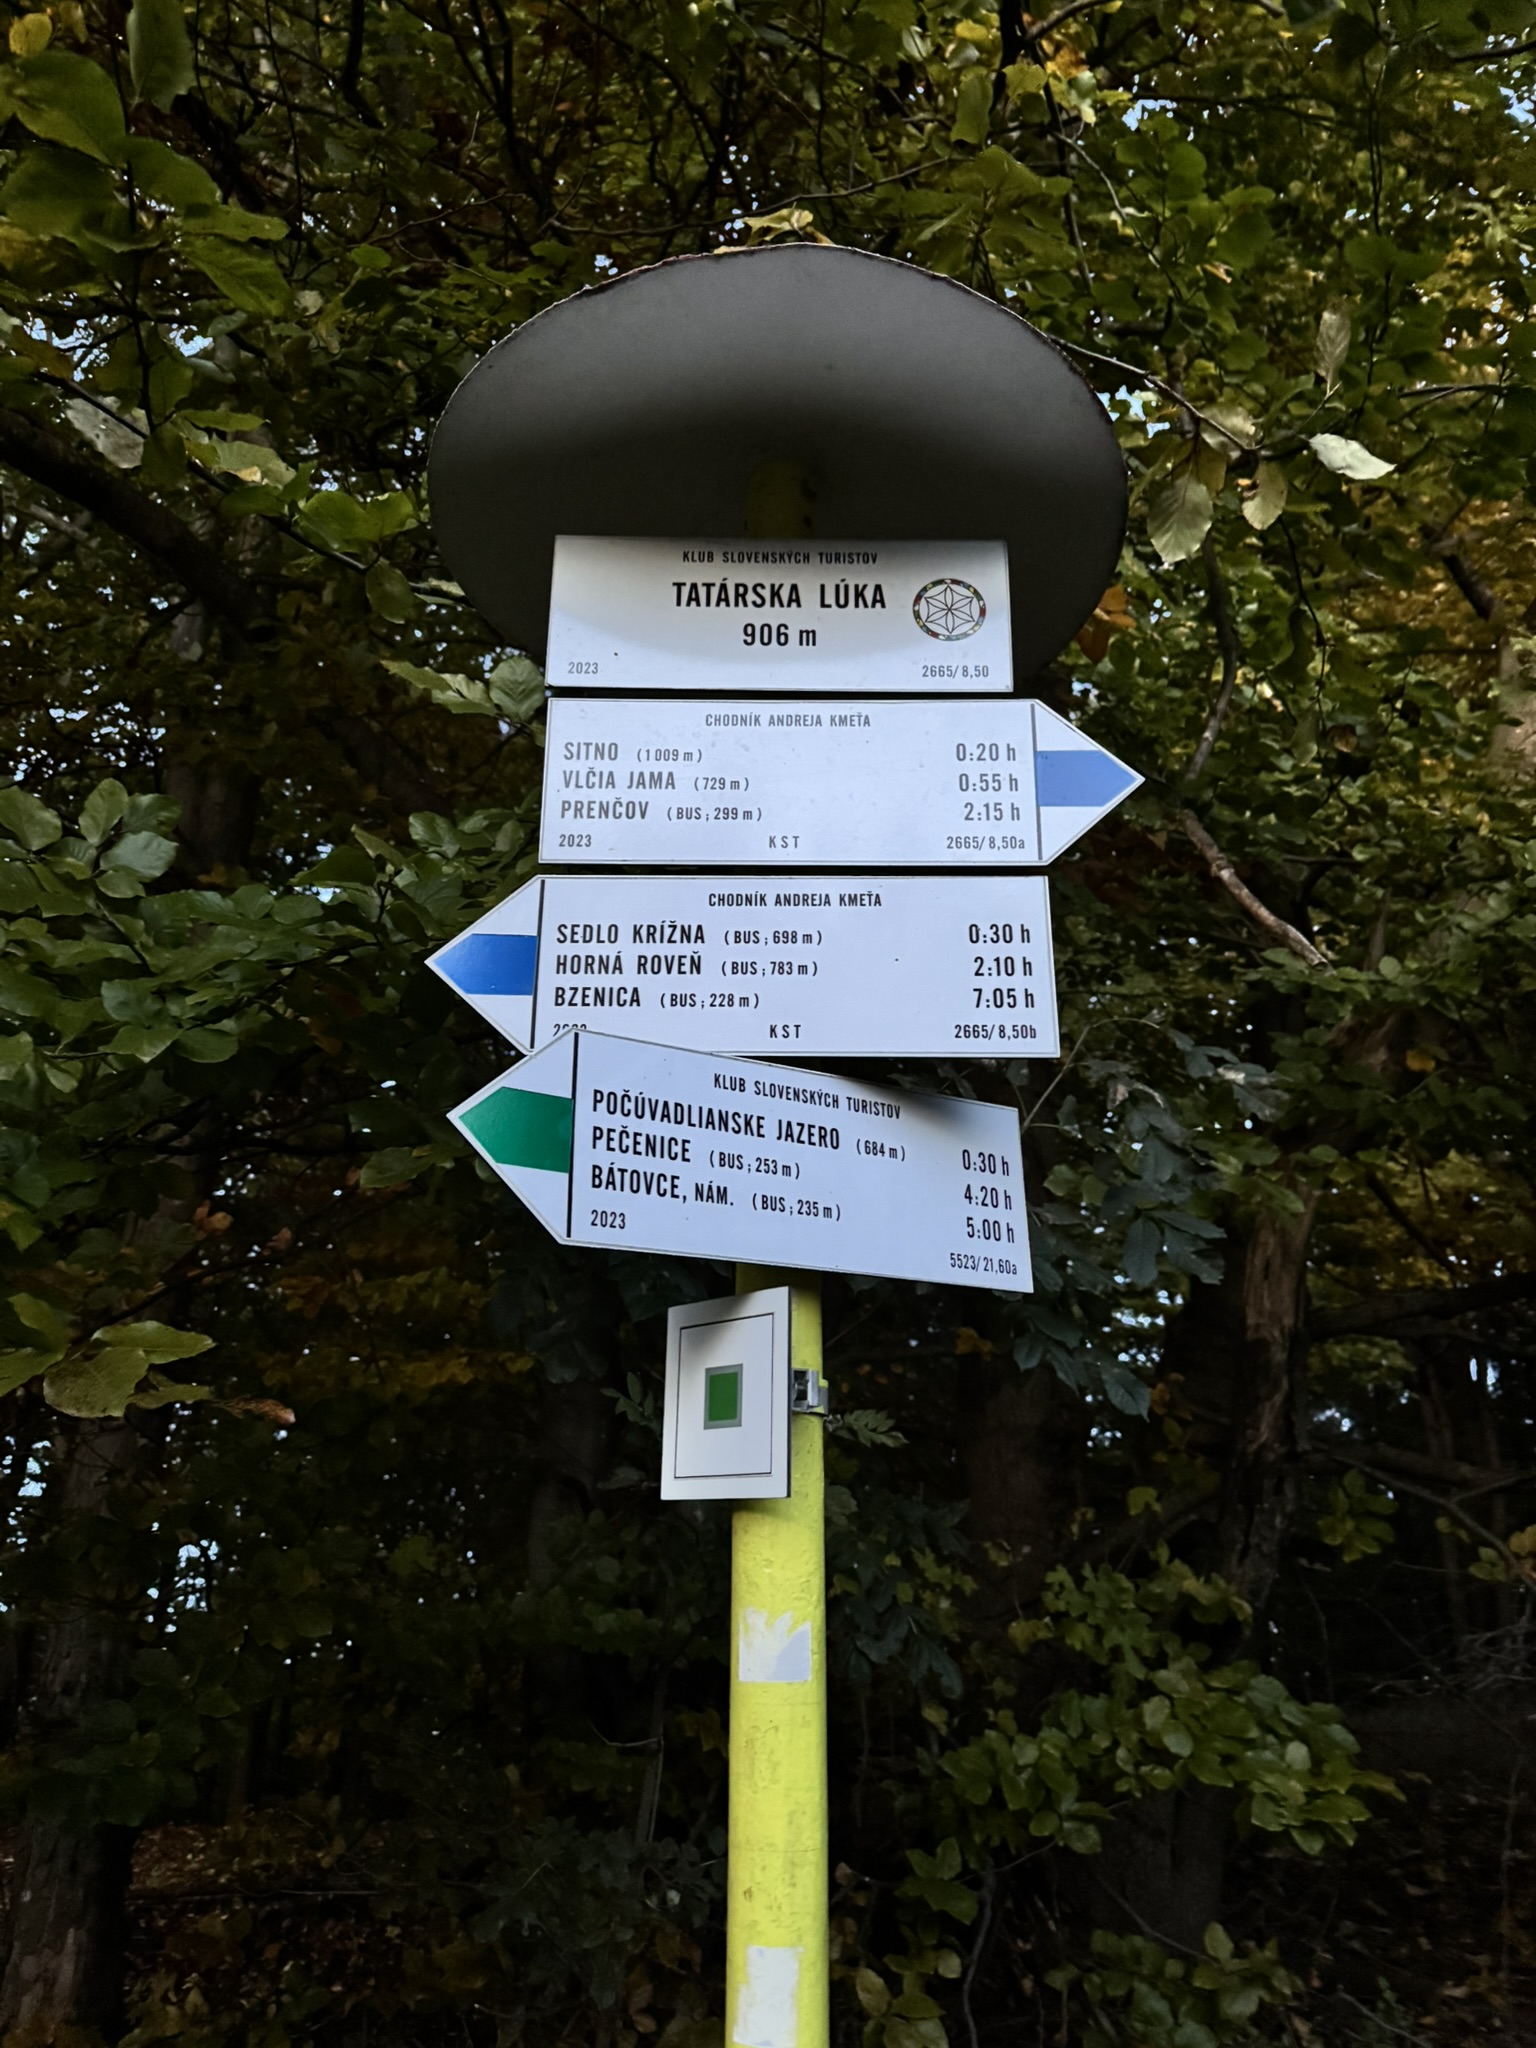 KLUB SLOVENSKÝCH TURISTOV
TATÁRSKA LÚKA
906 m
2023 2665/8,50
CHODNÍK ANDREJA KMEŤA
SITNO (1 009 m) 0:20 h
VLČIA JAMA (729 m) 0:55 h
PRENČOV (BUS ; 299 m) 2:15 h
2023 KST 2665/8,50a
CHODNÍK ANDREJA KMEŤA
SEDLO KRÍŽNA (BUS ; 698 m) 0:30 h
HORNÁ ROVEŇ (BUS ; 783 m) 2:10 h
BZENICA (BUS ; 228 m) 7:05 h
KST 2665/8,50b
KLUB SLOVENSKÝCH TURISTOV
POČÚVADLIANSKE JAZERO (684 m) 0:30 h
PEČENICE (BUS ; 253 m) 4:20 h
BÁTOVCE, NÁM. (BUS ; 235 m) 5:00 h
2023 5523/21,60a